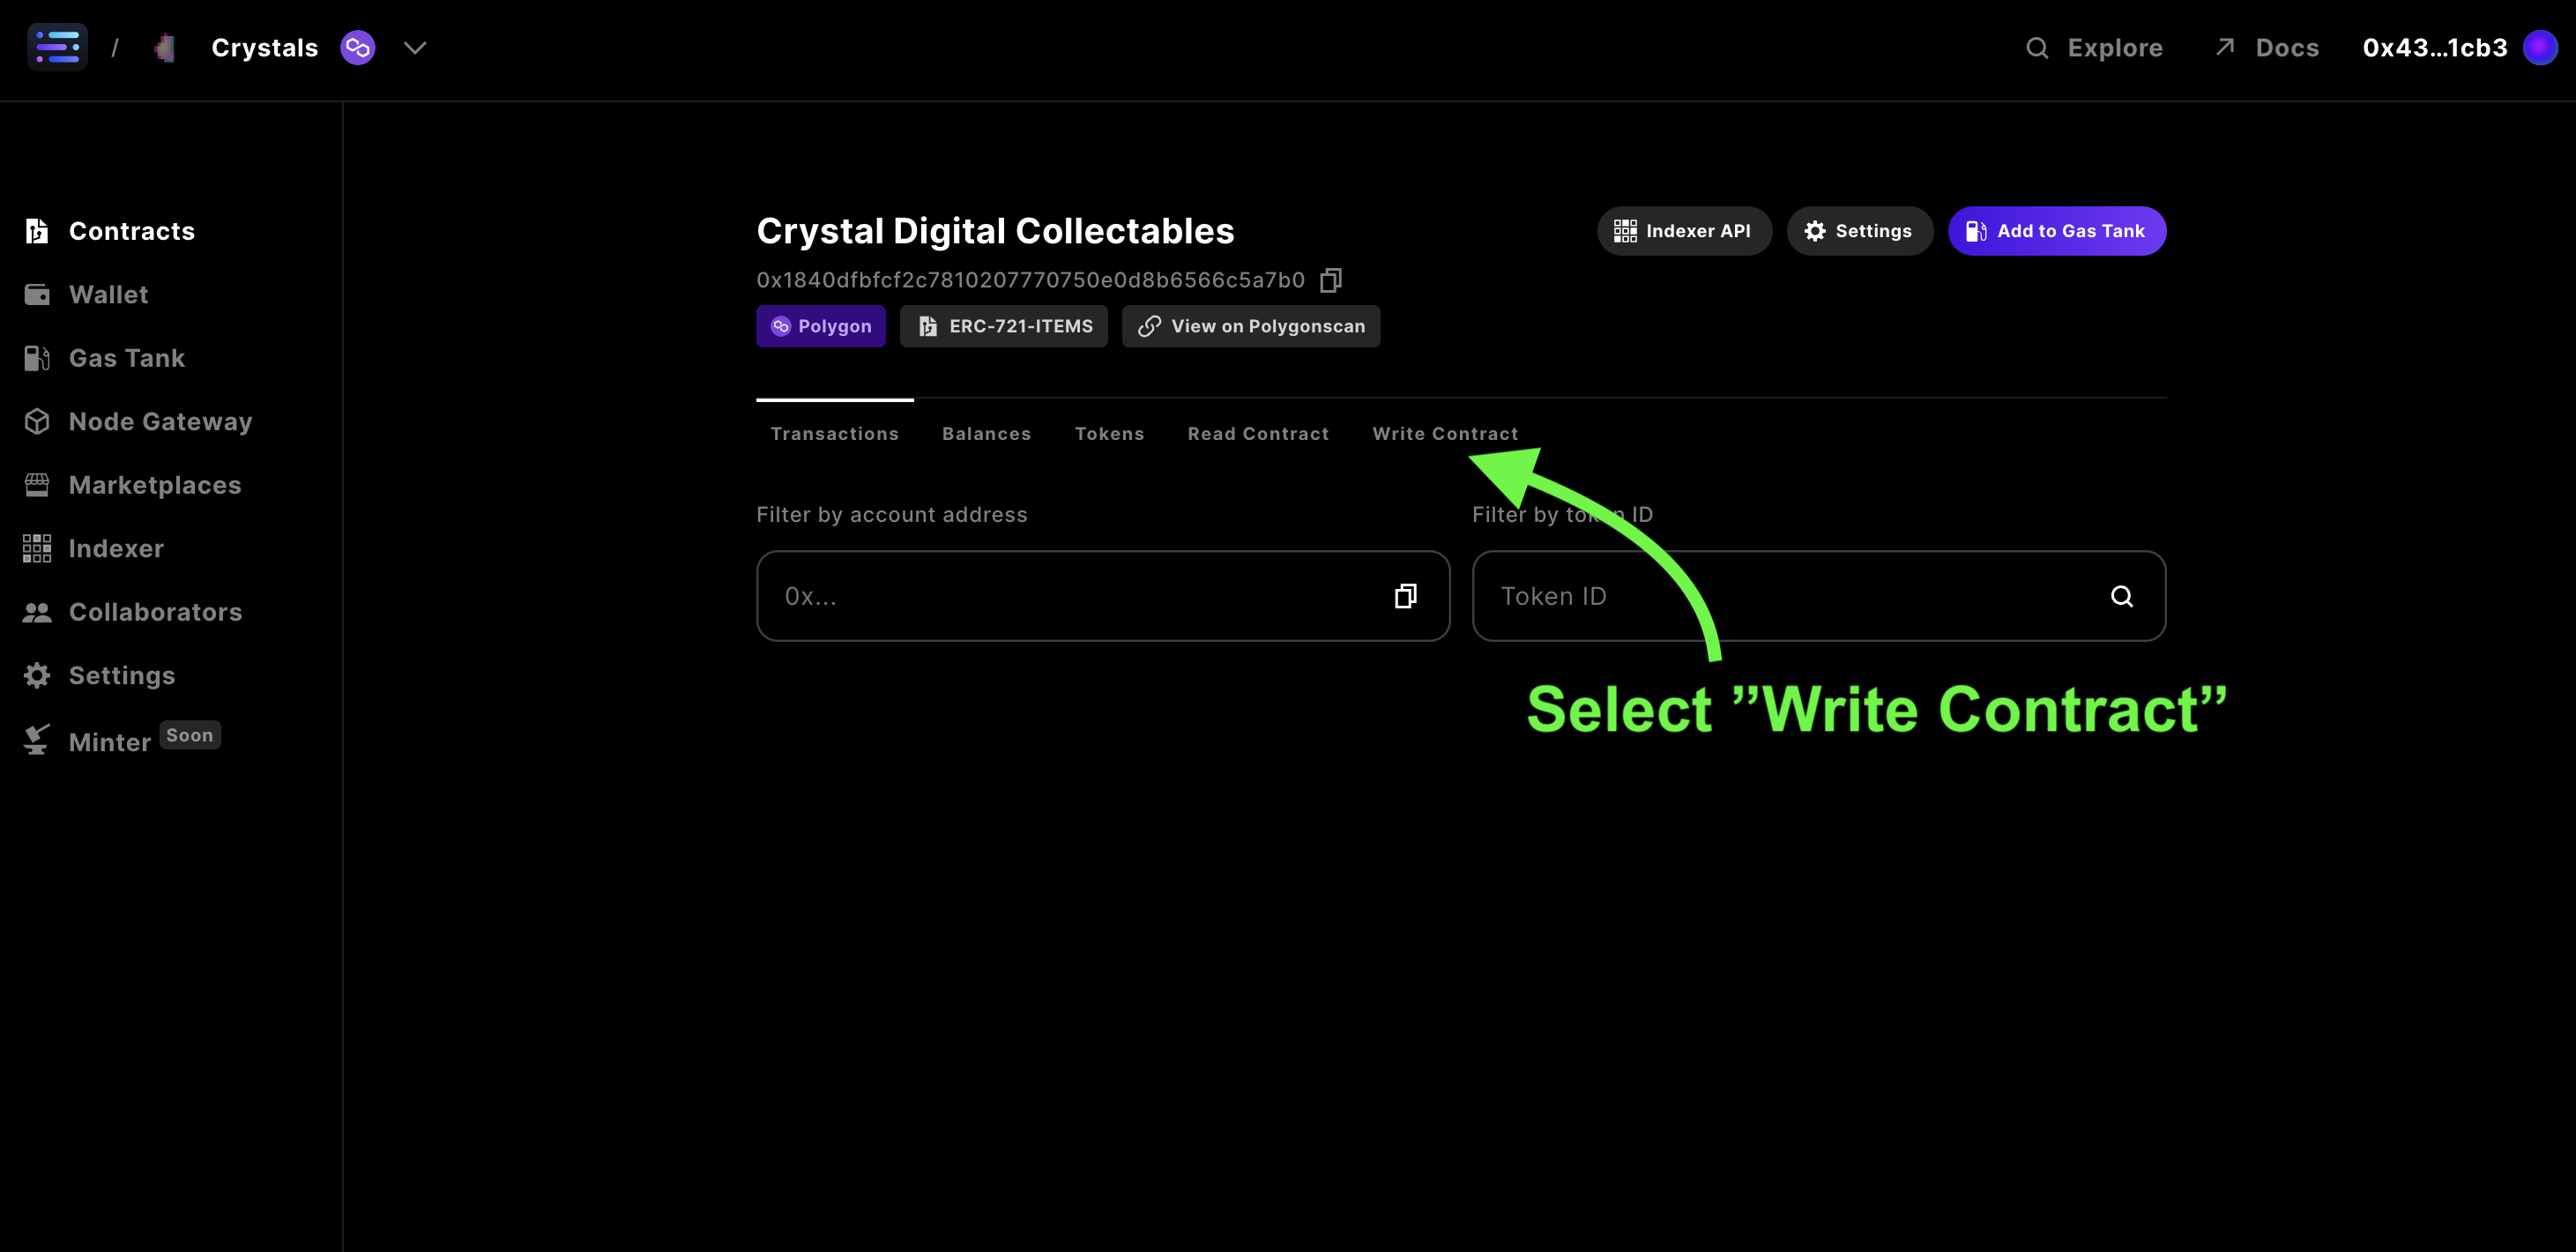 / Crystals
Explore
Docs
0x43...1cb3
Contracts
Wallet
Gas Tank
Node Gateway
Marketplaces
Indexer
Collaborators
Settings
Minter Soon
Crystal Digital Collectables
Indexer API
Settings
Add to Gas Tank
0x1840dfbfcf2c7810207770750e0d8b6566c5a7b0
Polygon
ERC-721-ITEMS
View on Polygonscan
Transactions
Balances
Tokens
Read Contract
Write Contract
Filter by account address
0x...
Filter by token ID
Token ID
Select ”Write Contract”